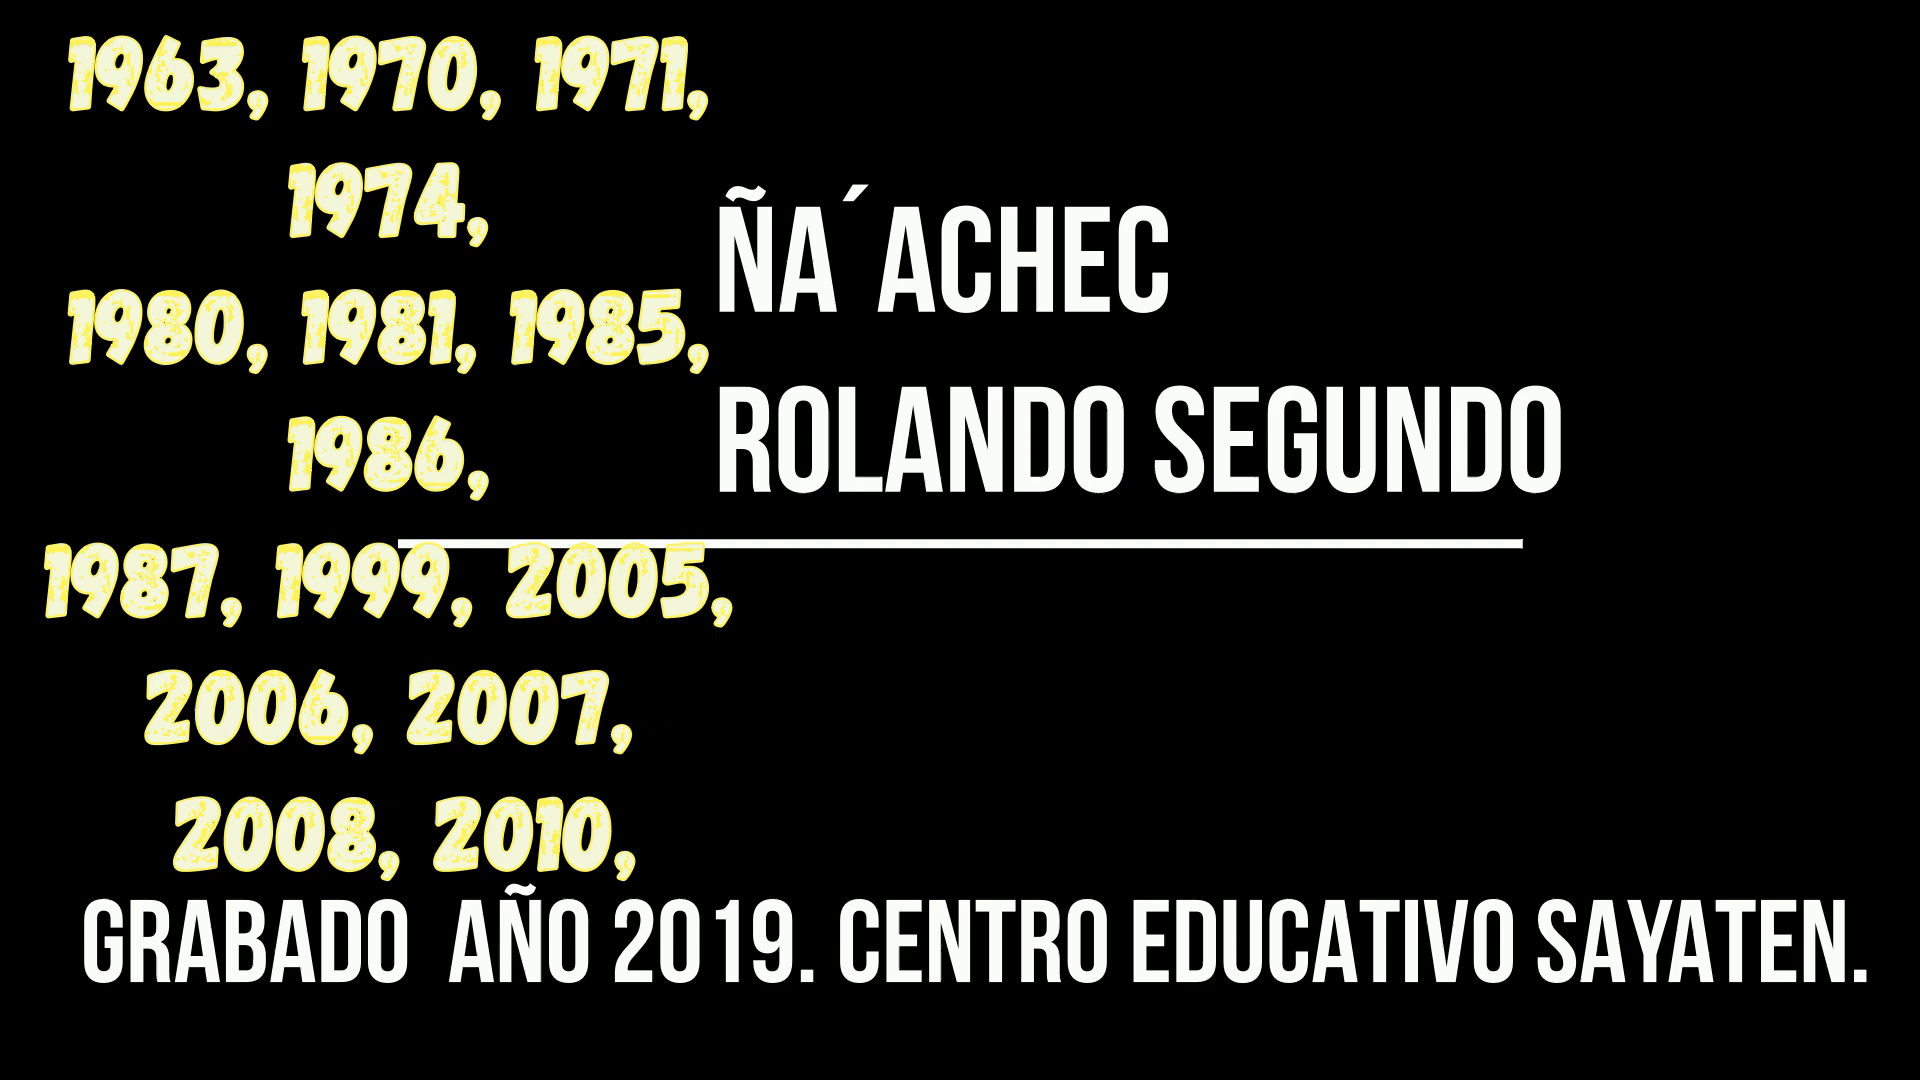 1963, 1970, 1971,
1974,
1980, 1981, 1985,
1986,
1987, 1999, 2005,
2006, 2007,
2008, 2010,
ÑA´ACHEC
ROLANDO SEGUNDO
GRABADO AÑO 2019. CENTRO EDUCATIVO SAYATEN.